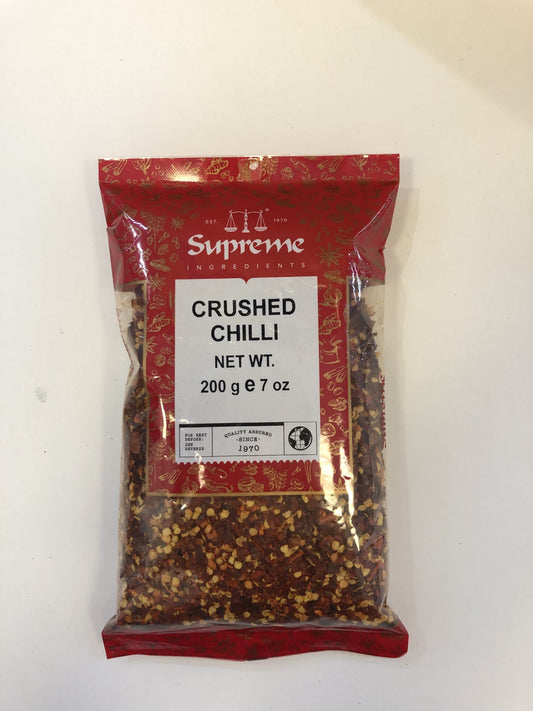 EST. 1970
Supreme
INGREDIENTS
CRUSHED
CHILLI
NET WT.
200 g e 7 oz
FOR BEST
BEFORE:
SEE
REVERSE
QUALITY ASSURED
·SINCE·
1970